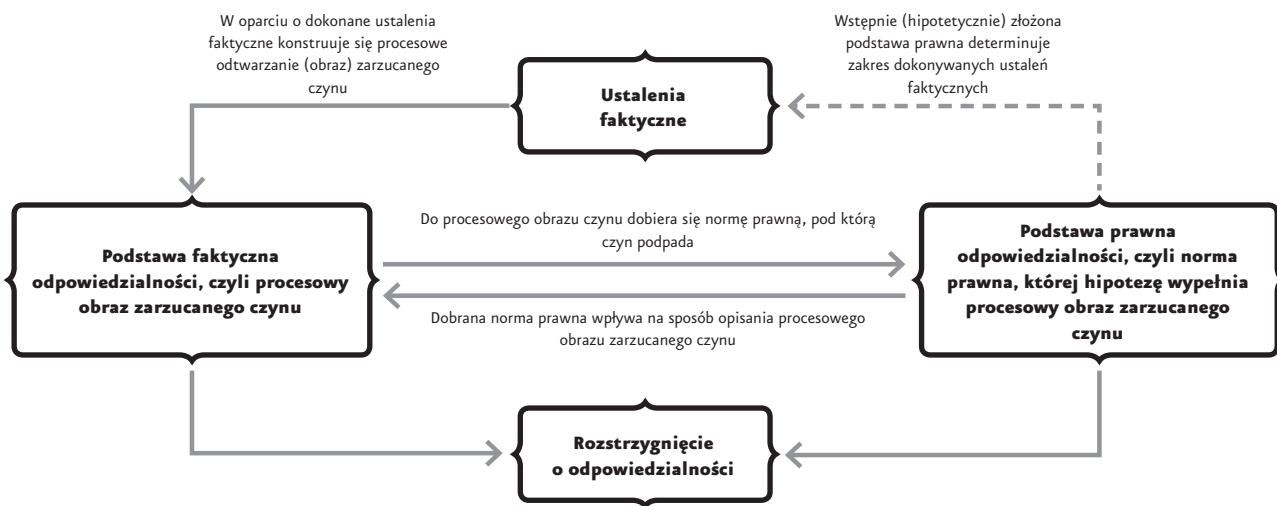 W oparciu o dokonane ustalenia
faktyczne konstruuje się procesowe
odtwarzanie (obraz) zarzucanego
czynu
Wstępnie (hipotetycznie) złożona
podstawa prawna determinuje
zakres dokonywanych ustaleń
faktycznych
Ustalenia
faktyczne
Do procesowego obrazu czynu dobiera się normę prawną, pod którą
czyn podpada
Podstawa faktyczna
odpowiedzialności, czyli procesowy
obraz zarzucanego czynu
Podstawa prawna
odpowiedzialności, czyli norma
prawna, której hipotezę wypełnia
procesowy obraz zarzucanego
czynu
Dobrana norma prawna wpływa na sposób opisania procesowego
obrazu zarzucanego czynu
Rozstrzygnięcie
o odpowiedzialności